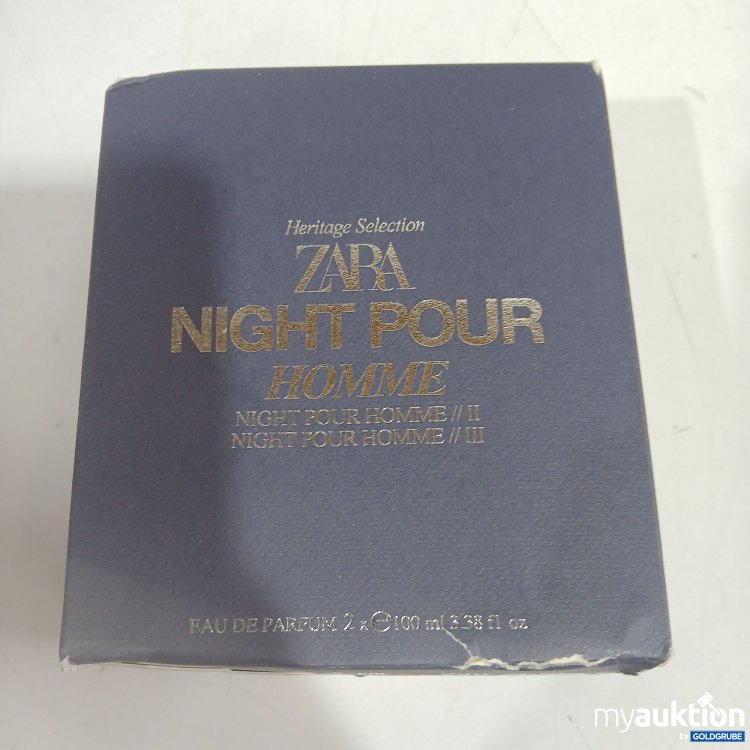 Heritage Selection
ZARA
NIGHT POUR
HOMME
NIGHT POUR HOMME // II
NIGHT POUR HOMME // III
EAU DE PARFUM 2 x ℮ 100 ml 3.38 fl oz
myauktion
by GOLDGRUBE